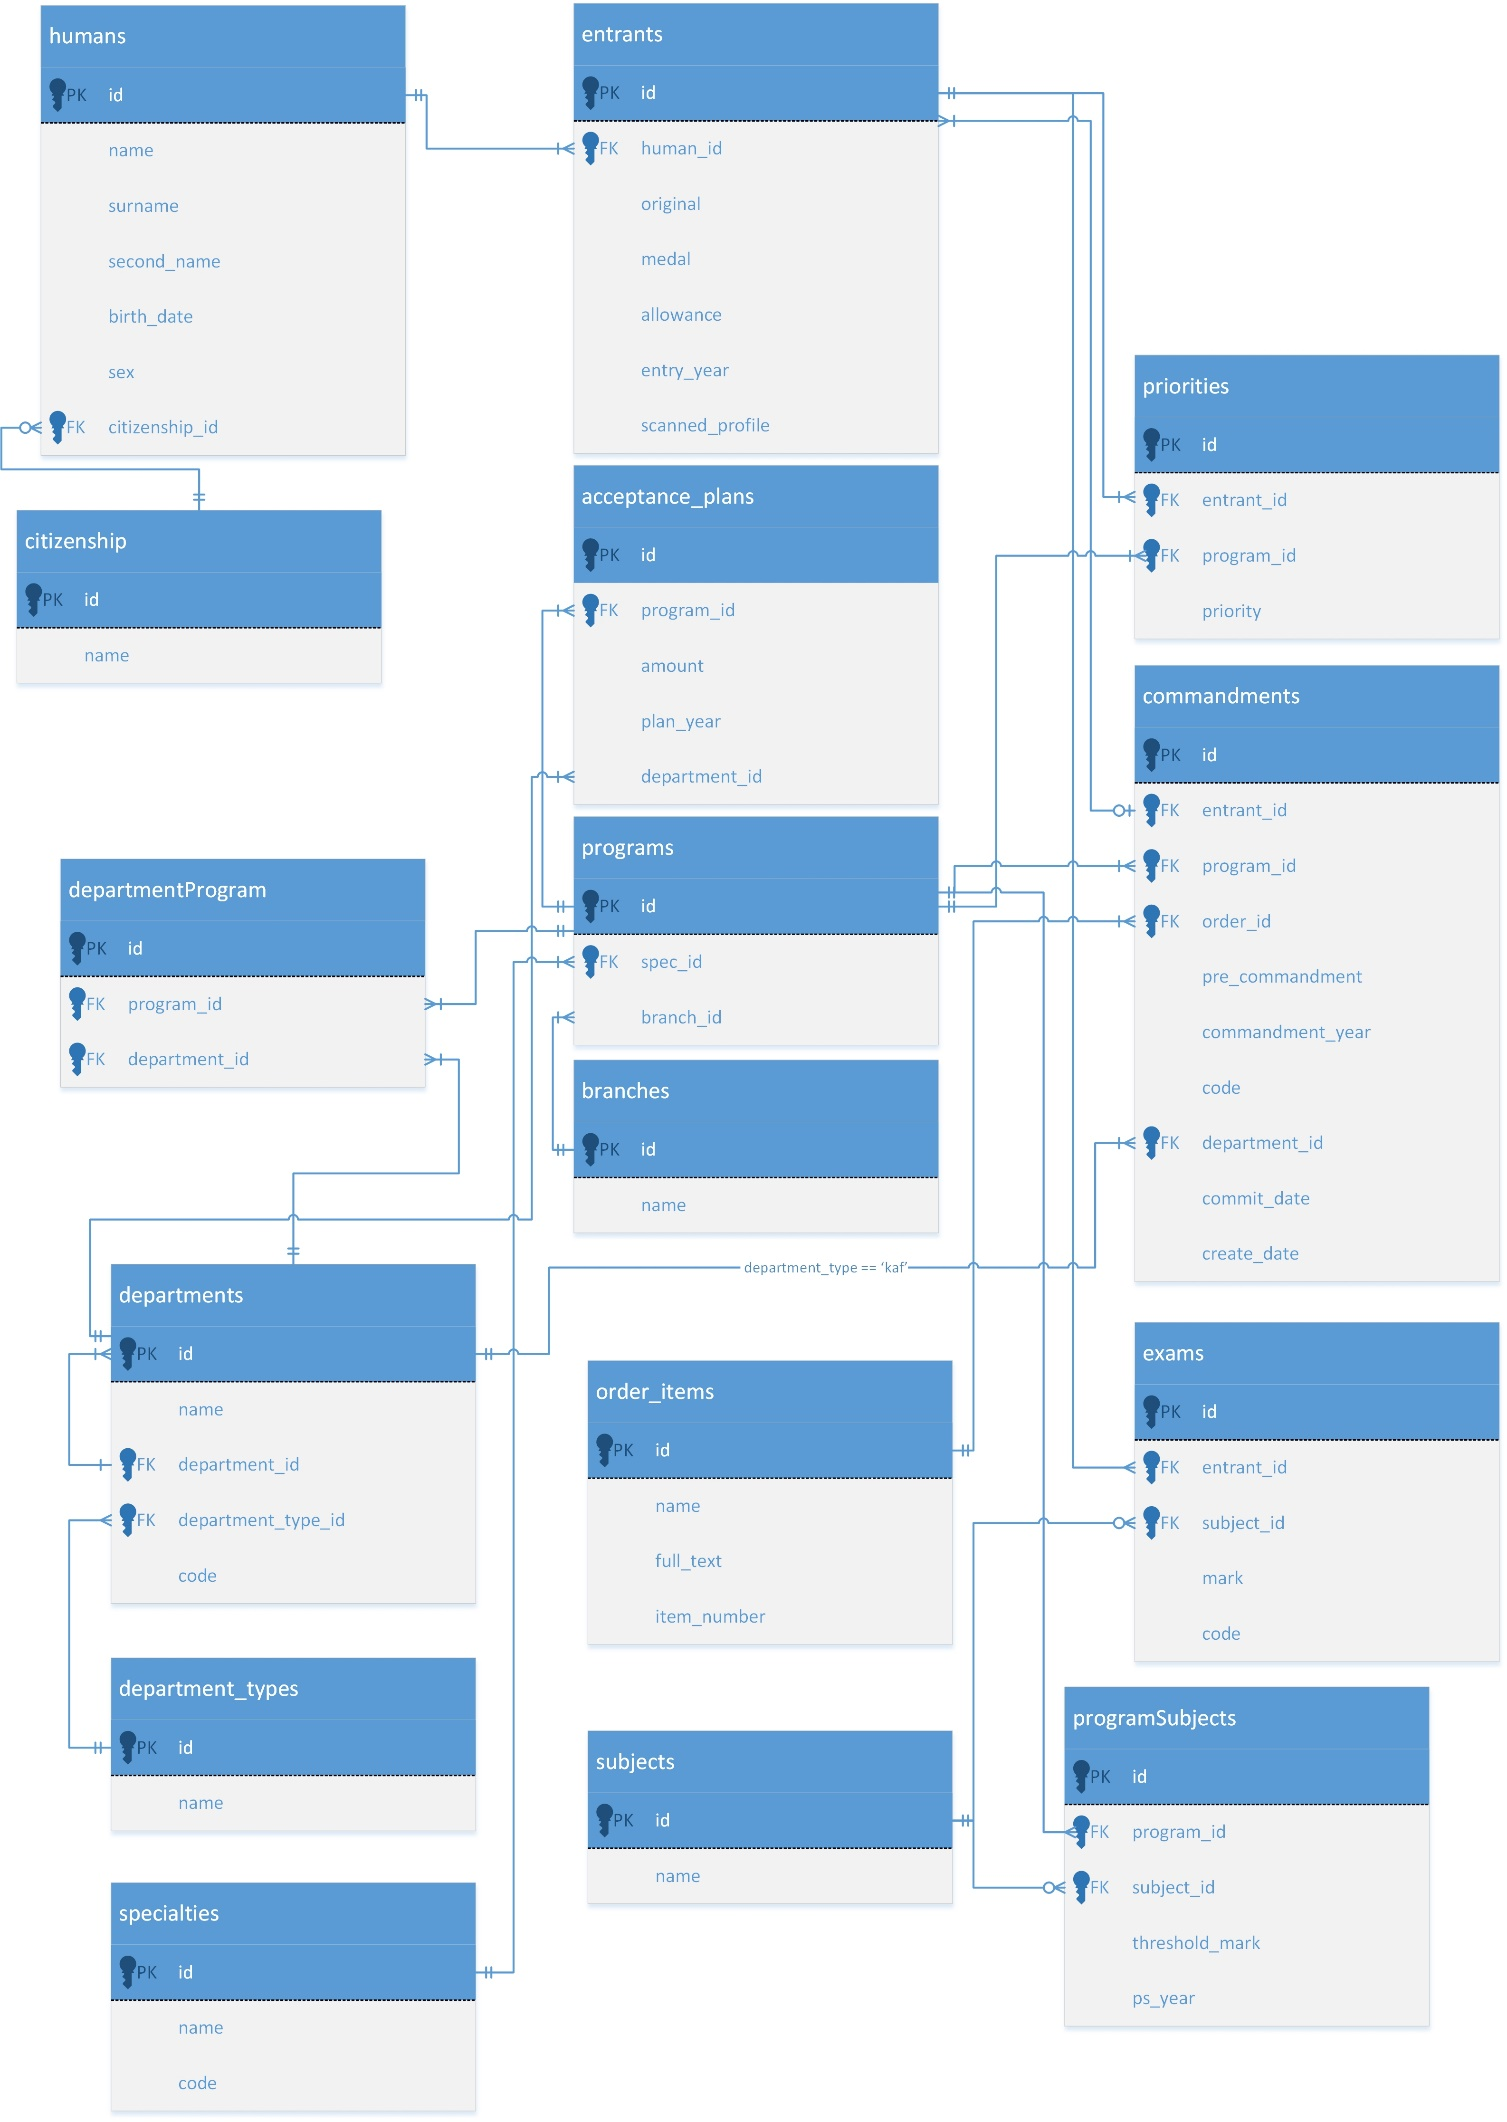 humans
PK id
name
surname
second_name
birth_date
sex
FK citizenship_id
citizenship
PK id
name
entrants
PK id
FK human_id
original
medal
allowance
entry_year
scanned_profile
acceptance_plans
PK id
FK program_id
amount
plan_year
department_id
priorities
PK id
FK entrant_id
FK program_id
priority
commandments
PK id
FK entrant_id
FK program_id
FK order_id
pre_commandment
commandment_year
code
FK department_id
commit_date
create_date
programs
PK id
FK spec_id
branch_id
departmentProgram
PK id
FK program_id
FK department_id
branches
PK id
name
department_type == ‘kaf’
departments
PK id
name
FK department_id
FK department_type_id
code
order_items
PK id
name
full_text
item_number
exams
PK id
FK entrant_id
FK subject_id
mark
code
department_types
PK id
name
subjects
PK id
name
programSubjects
PK id
FK program_id
FK subject_id
threshold_mark
ps_year
specialties
PK id
name
code